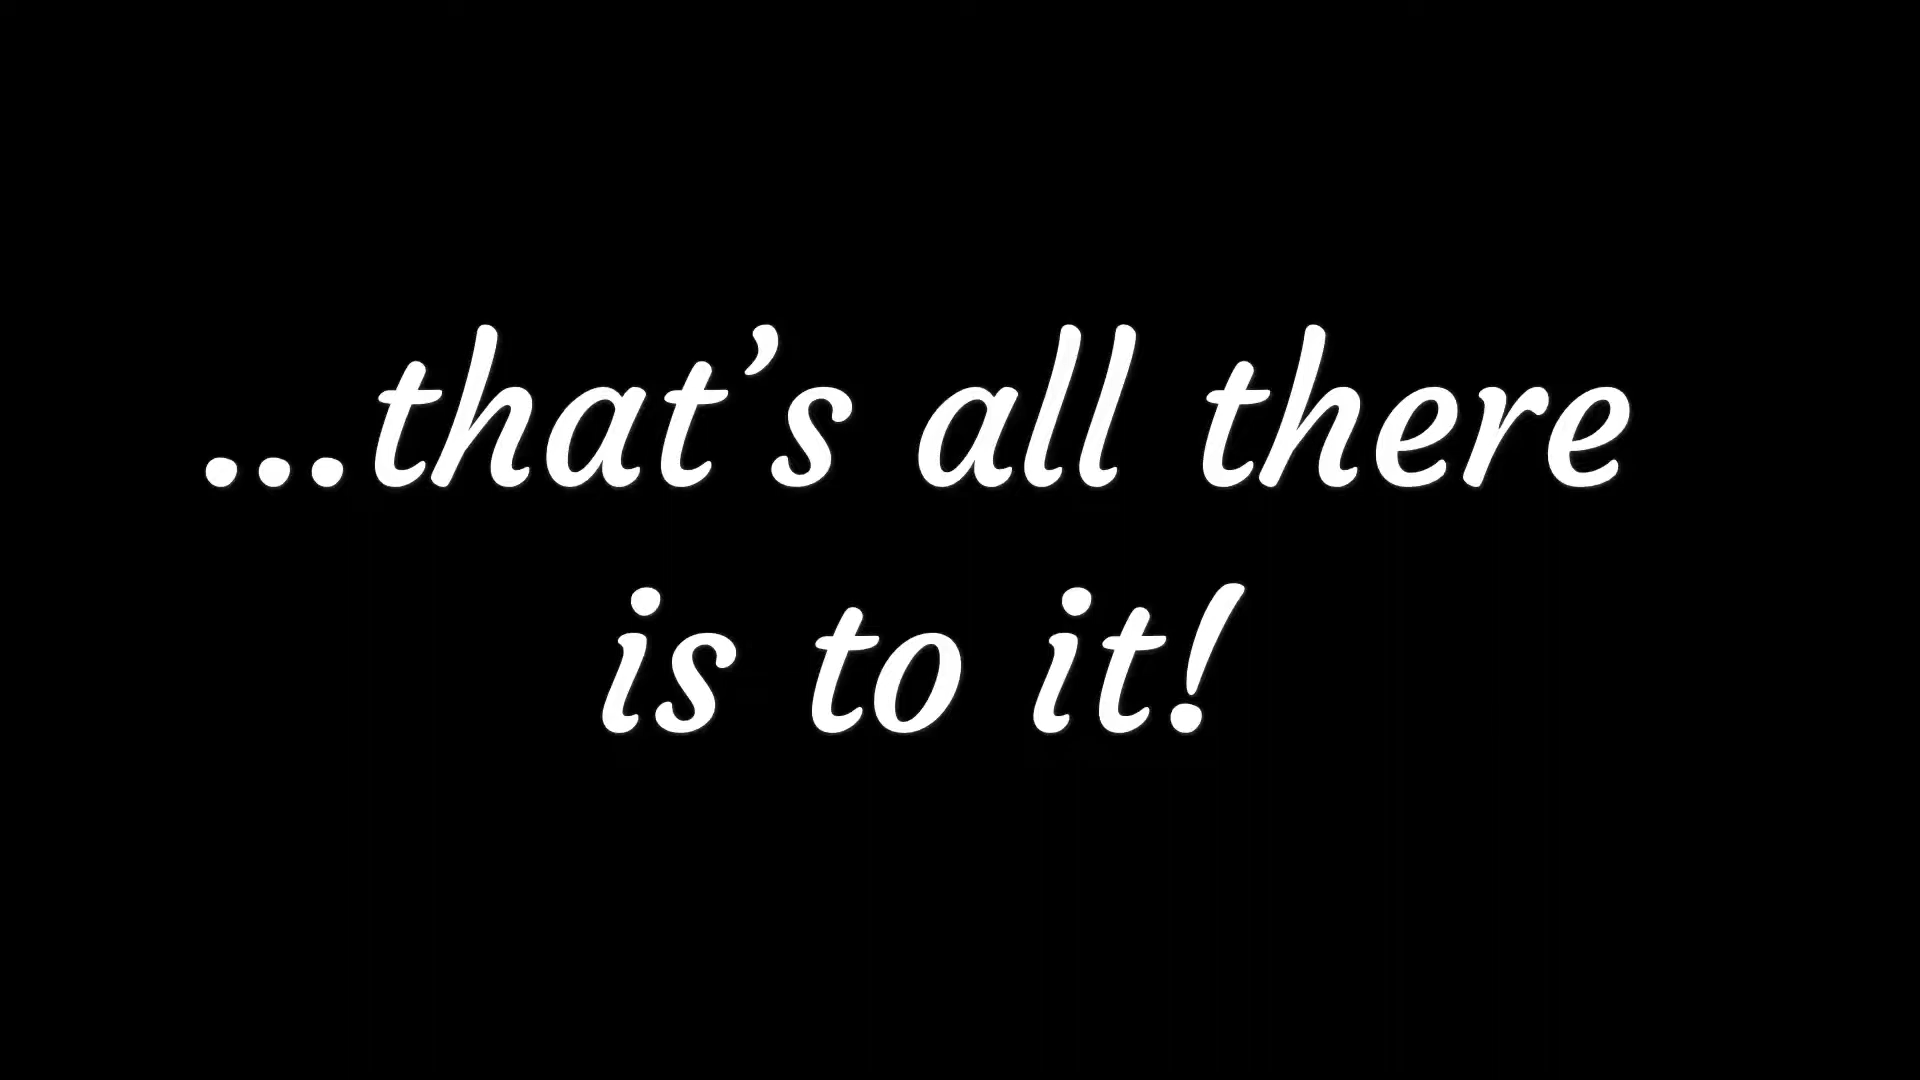 ...that’s all there
is to it!